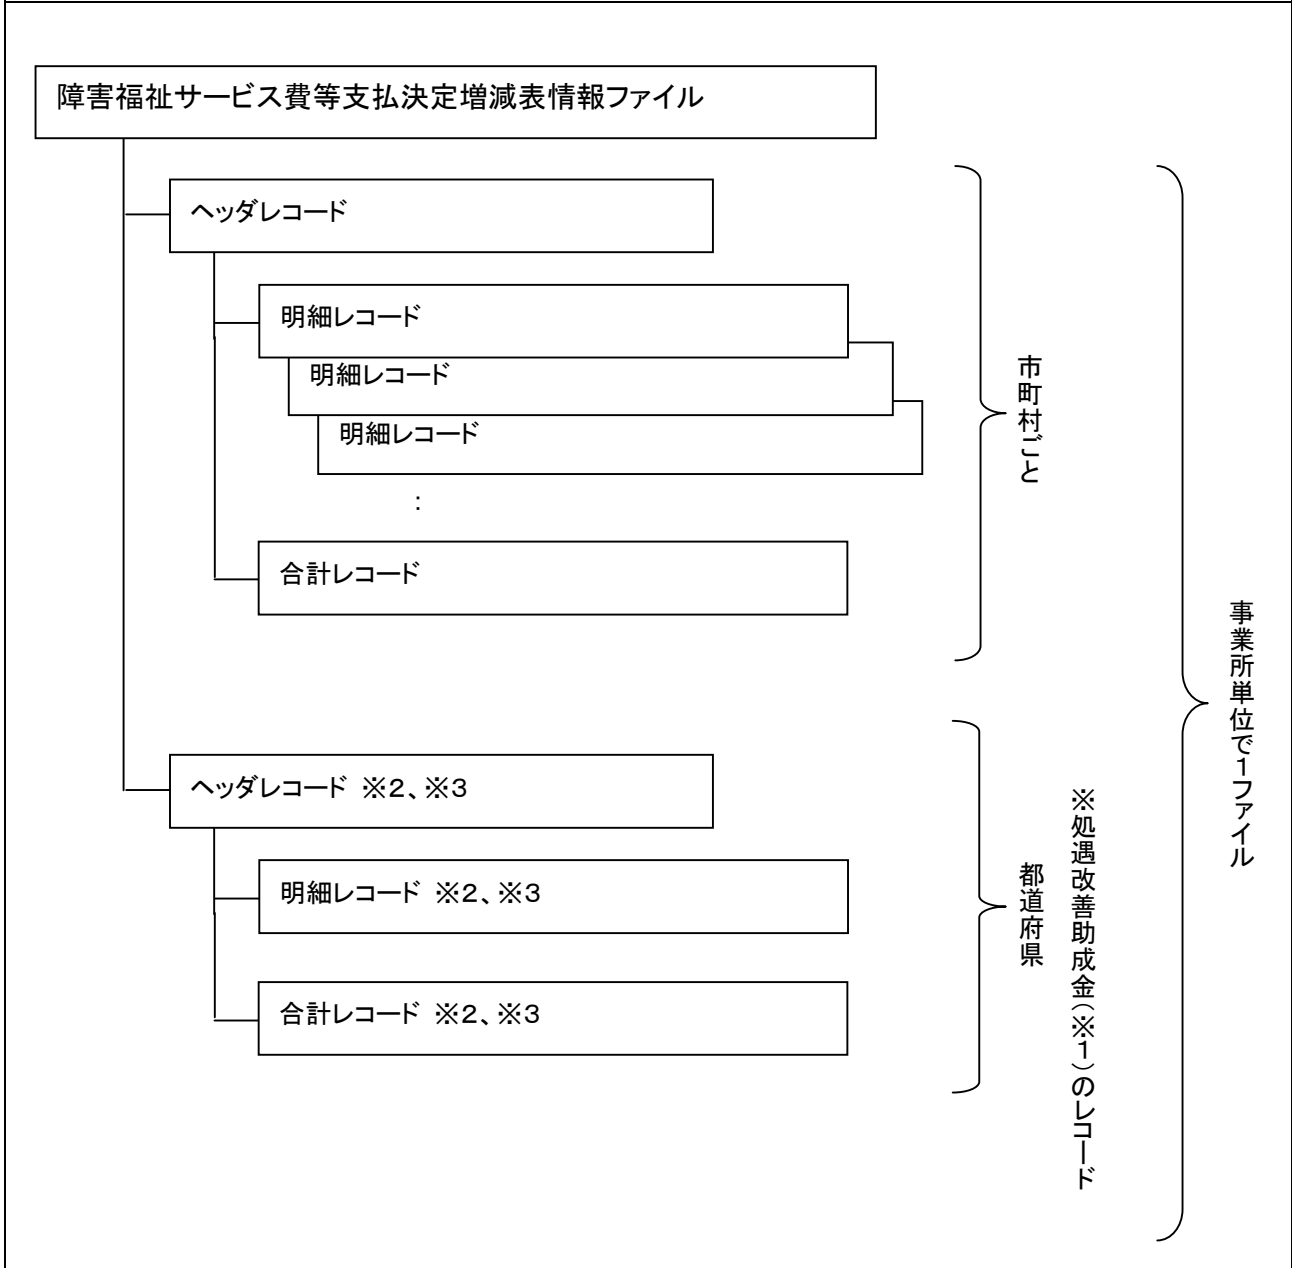 障害福祉サービス費等支払決定増減表情報ファイル
ヘッダレコード
明細レコード
明細レコード
明細レコード
:
合計レコード
市町村ごと
ヘッダレコード ※2、※3
明細レコード ※2、※3
合計レコード ※2、※3
都道府県
※処遇改善助成金(※1)のレコード
事業所単位で1ファイル